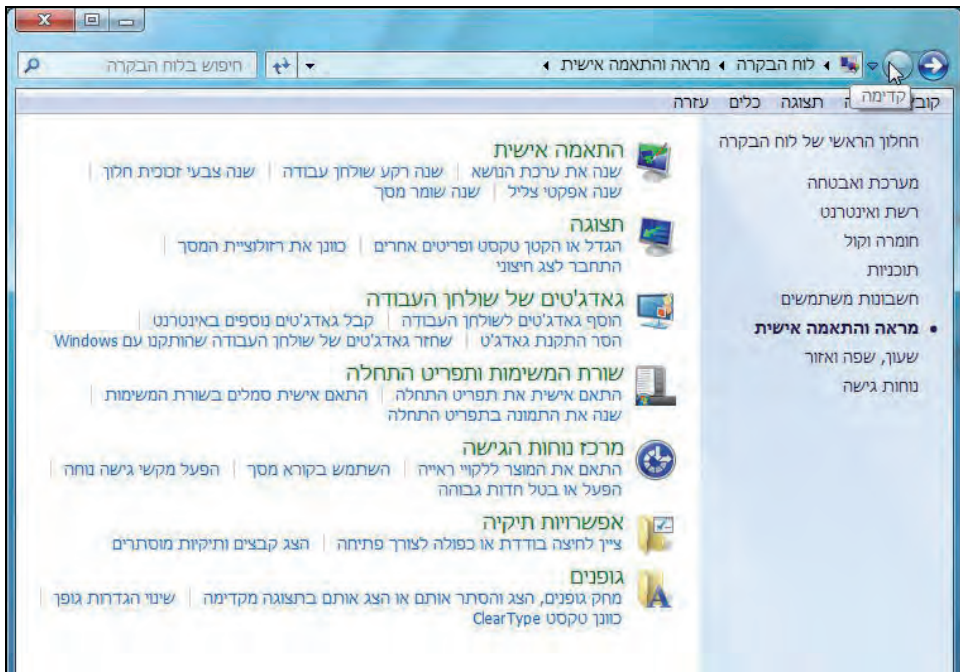 לוח הבקרה
מראה והתאמה אישית
חיפוש בלוח הבקרה
קדימה
תצוגה
כלים
עזרה
החלון הראשי של לוח הבקרה
מערכת ואבטחה
רשת ואינטרנט
חומרה וקול
תוכניות
חשבונות משתמשים
מראה והתאמה אישית
שעון, שפה ואזור
נוחות גישה
התאמה אישית
שנה את ערכת הנושא | שנה רקע שולחן עבודה | שנה צבעי זכוכית חלון
שנה אפקטי צליל | שנה שומר מסך
תצוגה
הגדל או הקטן טקסט ופריטים אחרים | כוונן את רזולוציית המסך
התחבר לצג חיצוני
גאדג'טים של שולחן העבודה
הוסף גאדג'טים לשולחן העבודה | קבל גאדג'טים נוספים באינטרנט
הסר התקנת גאדג'ט | שחזר גאדג'טים של שולחן העבודה שהותקנו עם Windows
שורת המשימות ותפריט התחלה
התאם אישית את תפריט התחלה | התאם אישית סמלים בשורת המשימות
שנה את התמונה בתפריט התחלה
מרכז נוחות הגישה
התאם את המוצר ללקויי ראייה | השתמש בקורא מסך | הפעל מקשי גישה נוחה
הפעל או בטל חדות גבוהה
אפשרויות תיקיה
ציין לחיצה בודדת או כפולה לצורך פתיחה | הצג קבצים ותיקיות מוסתרים
גופנים
מחק גופנים, הצג והסתר אותם או הצג אותם בתצוגה מקדימה | שינוי הגדרות גופן
כוונן טקסט ClearType